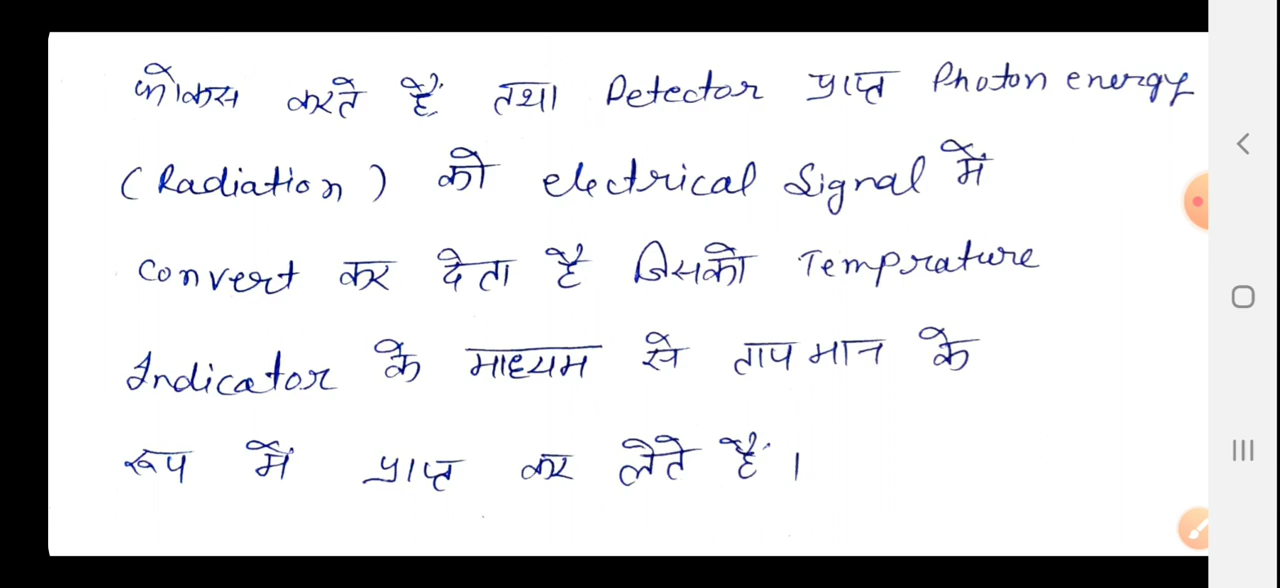 फोकस करते हैं तथा Detector प्राप्त Photon energy
(Radiation) को electrical Signal में
Convert कर देता है जिसको Temprature
Indicator के माध्यम से तापमान के
रूप में प्राप्त कर लेते हैं।